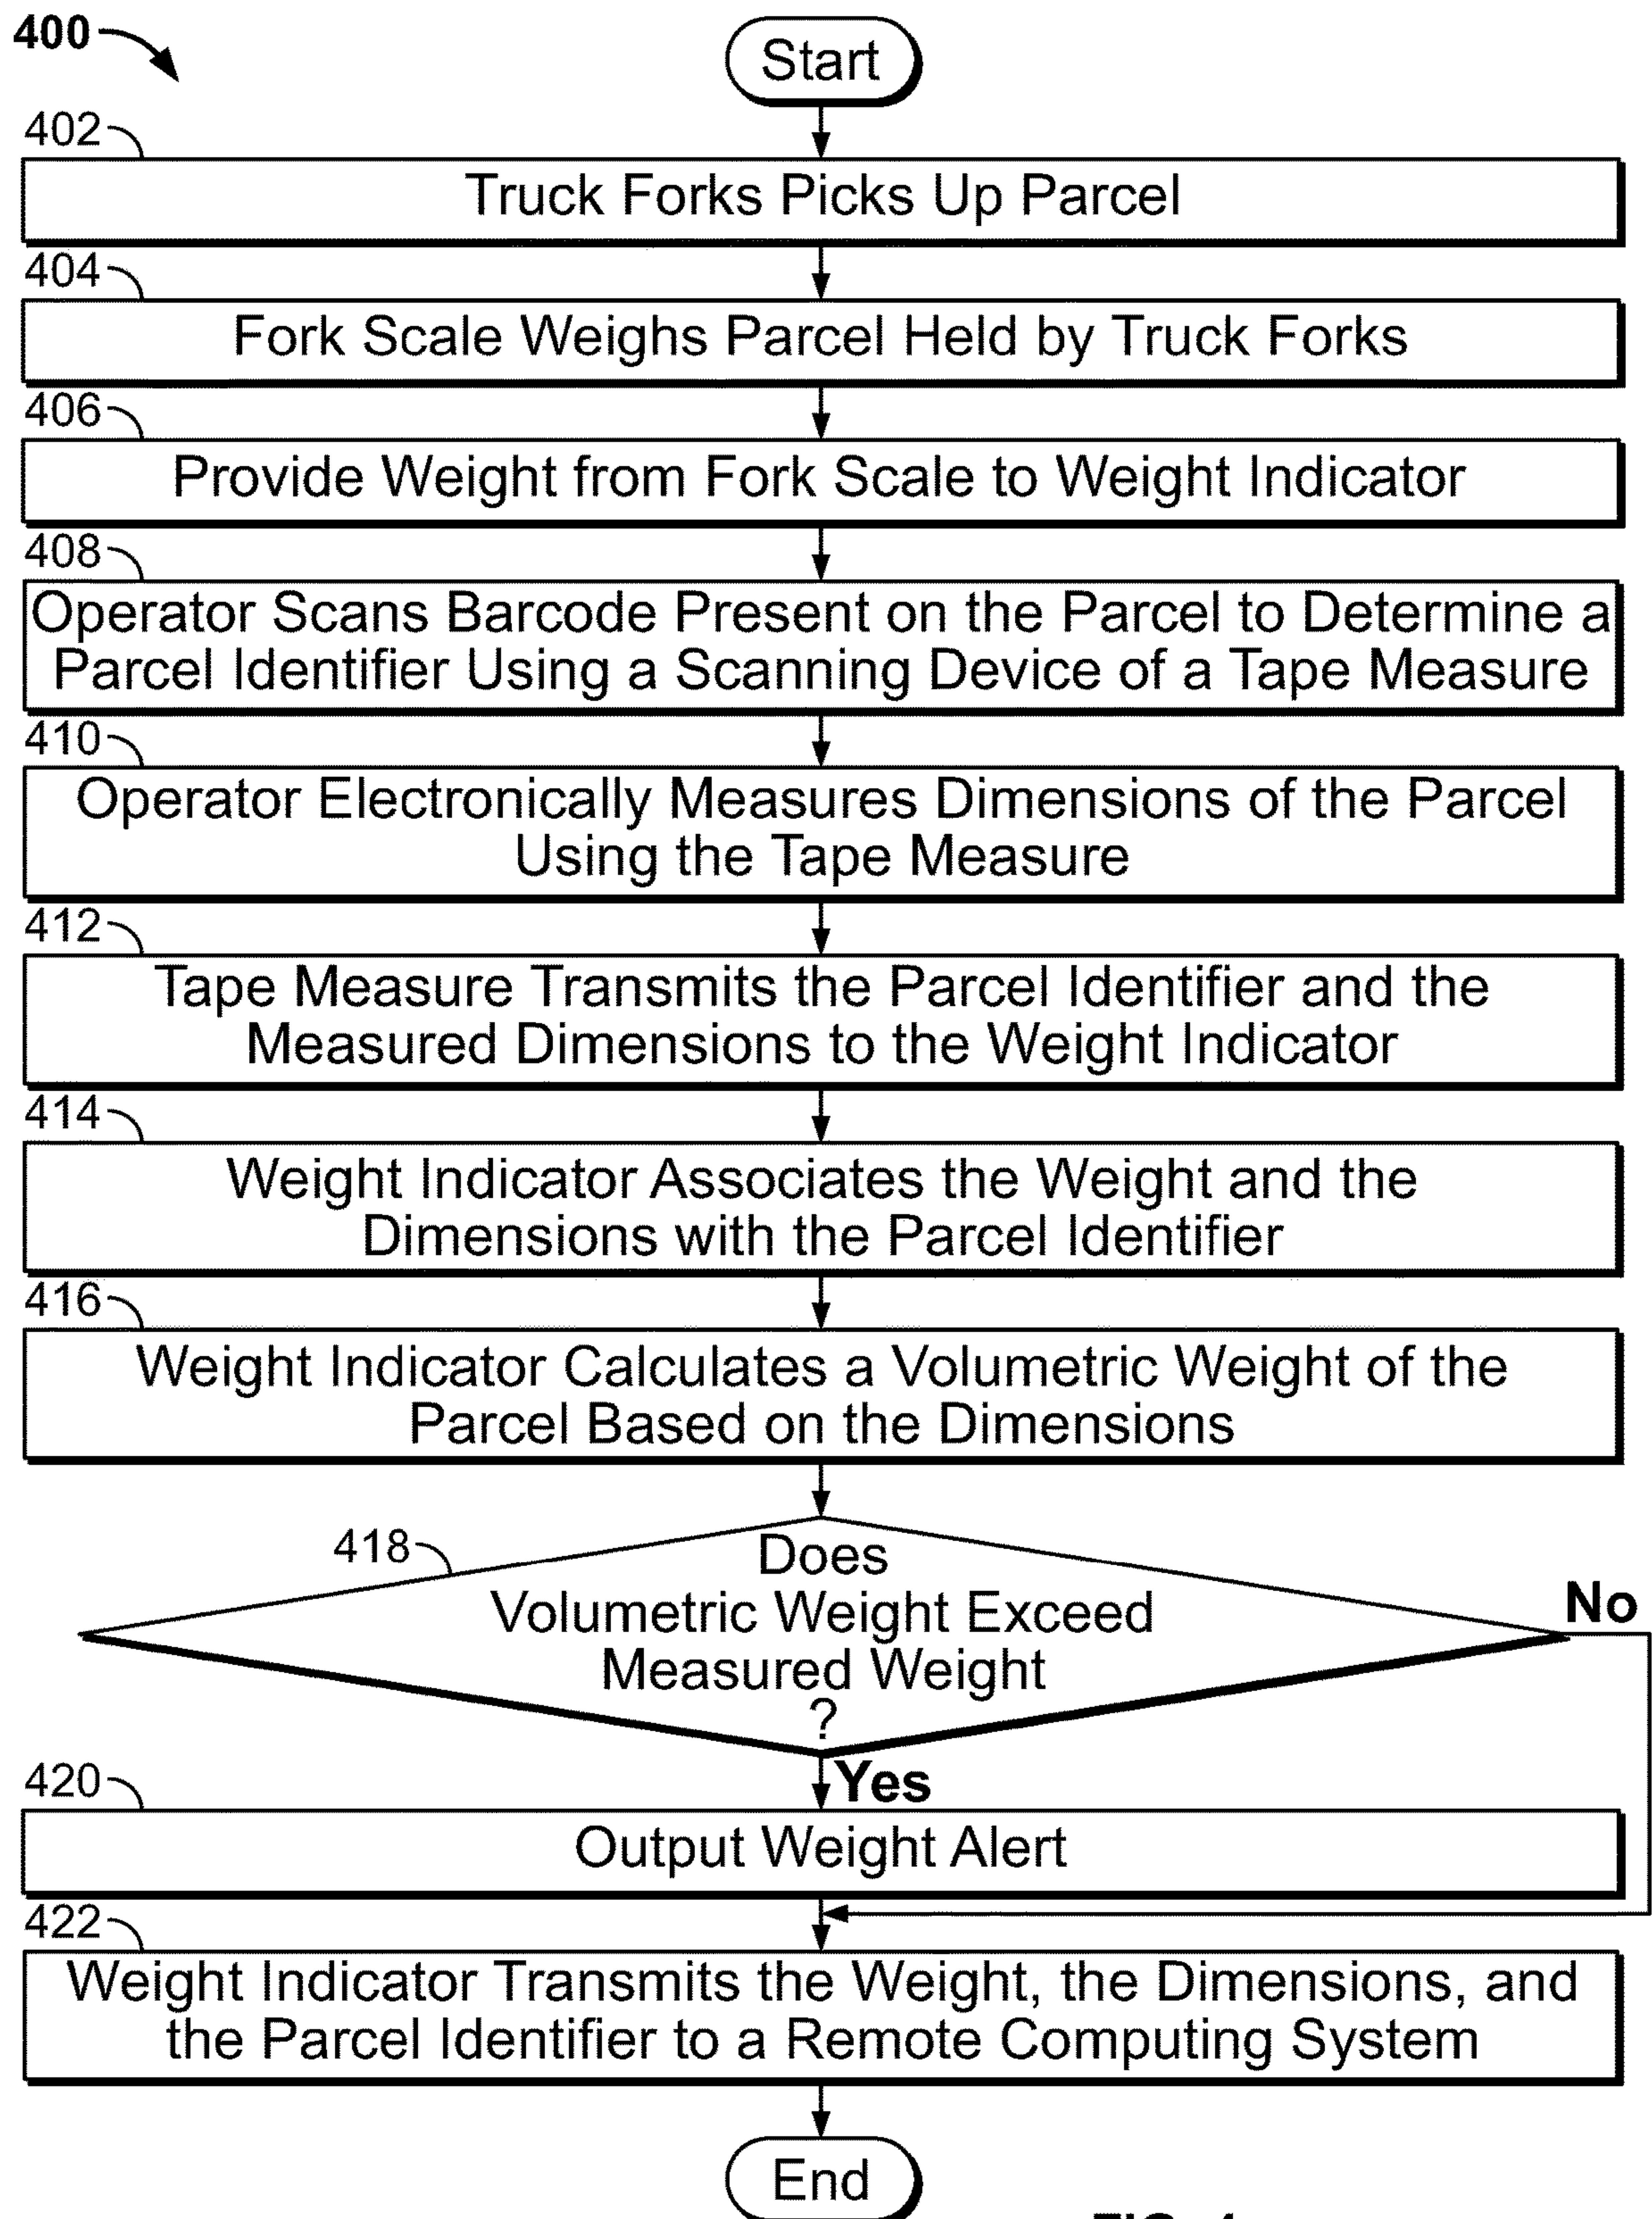 400
Start
402
Truck Forks Picks Up Parcel
404
Fork Scale Weighs Parcel Held by Truck Forks
406
Provide Weight from Fork Scale to Weight Indicator
408
Operator Scans Barcode Present on the Parcel to Determine a
Parcel Identifier Using a Scanning Device of a Tape Measure
410
Operator Electronically Measures Dimensions of the Parcel
Using the Tape Measure
412
Tape Measure Transmits the Parcel Identifier and the
Measured Dimensions to the Weight Indicator
414
Weight Indicator Associates the Weight and the
Dimensions with the Parcel Identifier
416
Weight Indicator Calculates a Volumetric Weight of the
Parcel Based on the Dimensions
418
Does
Volumetric Weight Exceed
Measured Weight
?
No
Yes
420
Output Weight Alert
422
Weight Indicator Transmits the Weight, the Dimensions, and
the Parcel Identifier to a Remote Computing System
End